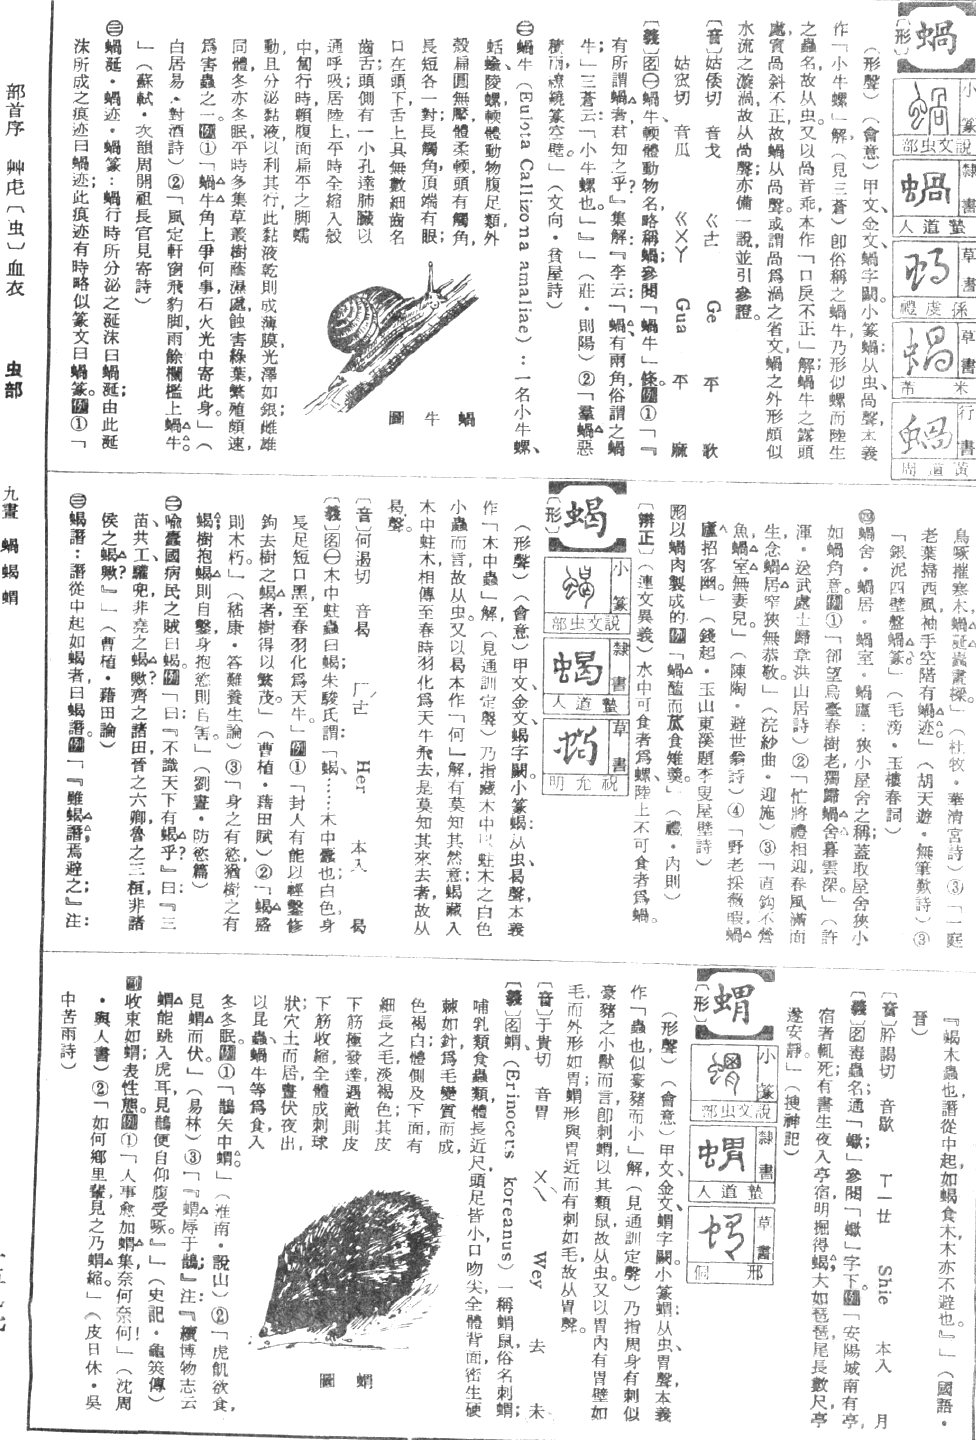 蝸
〔形〕
小篆
說文虫部
隸書
蟄道人
草書
孫虔禮
草書
米芾
行書
黃道周
(形聲)(會意)甲文、金文、蝸字闕。小篆蝸:从虫咼聲,本義
作「小牛螺」解(見三蒼)卽俗稱之蝸牛,乃形似螺而陸生
之蟲名,故从虫。又以咼音乖,本作「口戾不正」解,蝸牛之露頭
處實咼斜不正,故蝸从咼聲。或謂咼爲渦之省文,蝸之外形頗似
水流之漩渦,故从咼聲,亦備一說,並引參證。
〔音〕姑倭切 音戈 ㄍㄜ Ge 平 歌
姑宖切 音瓜 ㄍㄨㄚ Gua 平 麻
〔義〕名㊀蝸牛,軟體動物名,略稱蝸;參閱「蝸牛」條。例①「『
有所謂蝸者,君知之乎?』集解:『李云「蝸有兩角,俗謂之蝸
牛」三蒼云:「小牛螺也。」』」(莊・則陽)②「羣蝸惡
積雨,繚繞篆空壁。」(文向・貧屋詩)
㊁蝸牛(Eulota Callizona amaliae):一名小牛螺、
蛞蝓、陵螺,軟體動物腹足類,外
殼扁圓無黶,體柔輭,頭有觸角,
長短各一對;長觸角頂端有眼,
口在頭下,舌上具無數細齒,名
齒舌,頭側有一小孔,達肺臟,以
通呼吸;居陸上,平時全縮入殼
中,匍行時賴腹面扁平之脚蠕
動,且分泌黏液以利其行,此黏液乾則成薄膜,光澤如銀,雌雄
同體,冬亦冬眠,平時多集草叢樹蔭濕處,蝕害綠葉,繁殖頗速,
爲害蟲之一。例①「蝸牛角上爭何事,石火光中寄此身。」(
白居易・對酒詩)②「風定軒窗飛豹脚,雨餘欄檻上蝸牛。
」(蘇軾・次韻周開祖長官見寄詩)
蝸牛圖
㊂蝸涎・蝸迹・蝸篆:蝸行時所分泌之涎沫曰蝸涎;由此涎
沫所成之痕迹曰蝸迹;此痕迹有時略似篆文曰蝸篆。例①「
烏啄摧寒木,蝸涎蠹畫樑。」(杜牧・華清宮詩)③「一庭
老葉掃西風,袖手空階有蝸迹。」(胡天遊・無筆歎詩)③
「銀泥四壁盤蝸篆。」(毛滂・玉樓春詞)
㊃蝸舍・蝸居・蝸室・蝸廬:狹小屋舍之稱;蓋取屋舍狹小
如蝸角意。例①「卻望烏臺春樹老,獨歸蝸舍暮雲深。」(許
渾・送武處士歸章洪山居詩)②「忙將禮相迎,春風滿面
生,念蝸居窄狹無恭敬。」(浣紗曲・迎施)③「直鈎不營
魚,蝸室無妻兒。」(陳陶・避世翁詩)④「野老採薇暇,蝸
廬招客幽。」(錢起・玉山東溪題李叟屋壁詩)
形以蝸肉製成的。例「蝸醢而苽食雉羹。」(禮・內則)
〔辨正〕(連文異義)水中可食者爲螺,陸上不可食者爲蝸。
蝎
〔形〕
小篆
說文虫部
隸書
蟄道人
草書
祝允明
(形聲)(會意)甲文、金文、蝎字闕。小篆蝎:从虫曷聲,本義
作「木中蟲」解(見通訓定聲)乃指藏木中以蛀木之白色
小蟲而言,故从虫。又以曷本作「何」解,有莫知其然意,蝎藏入
木中蛀木,相傳至春時羽化爲天牛飛去,是莫知其來去者,故从
曷聲。
〔音〕何遏切 音曷 ㄏㄜˊ Her 本入 曷
〔義〕名㊀木中蛀蟲曰蝎;朱駿氏謂:「蝎……木中蠹也,白色身
長足短,口黑,至春羽化爲天牛。」例①「封人有能以輕鑿修
鉤去樹之蝎者,樹得以繁茂。」(曹植・藉田賦)②「蝎盛
則木朽。」(嵇康・答難養生論)③「身之有慾,猶樹之有
蝎;樹抱蝎則自鑿,身抱慾則自害。」(劉晝・防慾篇)
㊁喻蠹國病民之賊曰蝎。例「曰:『不識天下有蝎乎?』曰:『三
苗共工、驩兜非堯之蝎歟?齊之諸田,晉之六卿,魯之三桓,非諸
侯之蝎歟?』」(曹植・藉田論)
㊂蝎譖:譖從中起如蝎者曰蝎譖。例「『雖蝎譖,焉避之』注:
『蝎,木蟲也,譖從中起,如蝎食木,木亦不避也。』」(國語・
晉)
〔音〕許謁切 音歇 ㄒㄧㄝ Shie 本入 月
〔義〕名毒蟲名,通「蠍」;參閱「蠍」字下。例「安陽城南有亭,
宿者輒死,有書生夜入亭宿,明掘得蝎,大如琵琶,尾長數尺,亭
遂安靜。」(搜神記)
蝟
〔形〕
小篆
說文虫部
隸書
蟄道人
草書
邢侗
(形聲)(會意)甲文、金文、蝟字闕。小篆蝟:从虫胃聲,本義
作「蟲也,似豪豬而小」解(見通訓定聲)乃指周身有刺似
豪豬之小獸而言,卽刺蝟,以其類鼠,故从虫。又以胃內有胃壁如
毛,而外形如胃,蝟形與胃近而有刺如毛,故从胃聲。
〔音〕于貴切 音胃 ㄨㄟˋ Wey 去 未
〔義〕名蝟(Erinoceus koreanus)一稱蝟鼠,俗名刺蝟;
哺乳類食蟲類,體長近尺,頭足皆小,口吻尖,全體背面密生硬
棘如針,爲毛變質而成,
色褐白;體側及下面有
細長之毛,淡褐色;其皮
下筋極發達,遇敵則皮
下筋收縮,全體成刺球
狀;穴土而居,晝伏夜出,
以昆蟲、蝸牛等爲食,入
冬冬眠。例①「鵲矢中蝟。」(淮南・說山)②「虎飢欲食,
見蝟而伏。」(易林)③「『蝟辱于鵲』注:『續博物志云:
蝟能跳入虎耳,見鵲便自仰腹受啄。』」(史記・龜筴傳)
蝟圖
副收束如蝟;表性態。例①「人事愈加蝟集,奈何奈何!」(沈周
・與人書)②「如何鄉里輩,見之乃蝟縮。」(皮日休・吳
中苦雨詩)
部首序 艸虍〔虫〕血衣 虫部 九畫 蝸蝎蝟